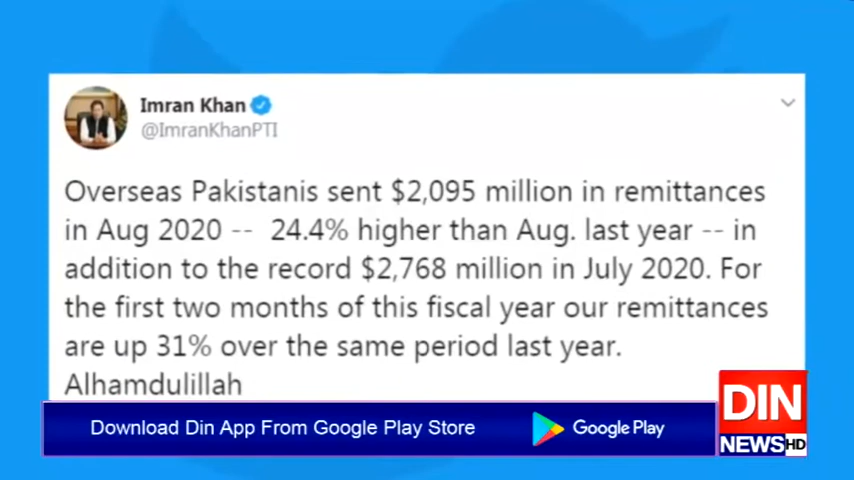 Imran Khan
@ImranKhanPTI
Overseas Pakistanis sent $2,095 million in remittances
in Aug 2020 -- 24.4% higher than Aug. last year -- in
addition to the record $2,768 million in July 2020. For
the first two months of this fiscal year our remittances
are up 31% over the same period last year.
Alhamdulillah
Download Din App From Google Play Store
Google Play
DIN
NEWS HD